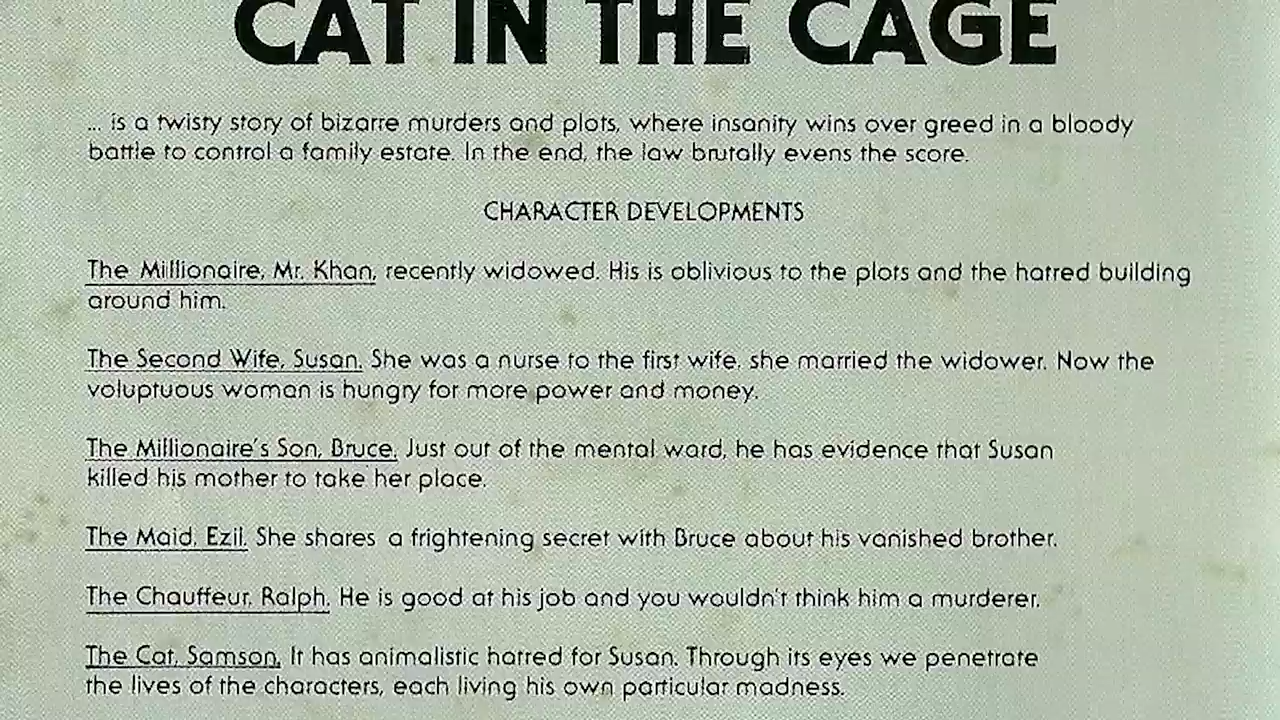 CAT IN THE CAGE
... is a twisty story of bizarre murders and plots, where insanity wins over greed in a bloody
battle to control a family estate. In the end, the law brutally evens the score.
CHARACTER DEVELOPMENTS
The Millionaire, Mr. Khan, recently widowed. His is oblivious to the plots and the hatred building
around him.
The Second Wife, Susan. She was a nurse to the first wife, she married the widower. Now the
voluptuous woman is hungry for more power and money.
The Millionaire's Son, Bruce. Just out of the mental ward, he has evidence that Susan
killed his mother to take her place.
The Maid, Ezil. She shares a frightening secret with Bruce about his vanished brother.
The Chauffeur, Ralph. He is good at his job and you wouldn't think him a murderer.
The Cat, Samson. It has animalistic hatred for Susan. Through its eyes we penetrate
the lives of the characters, each living his own particular madness.